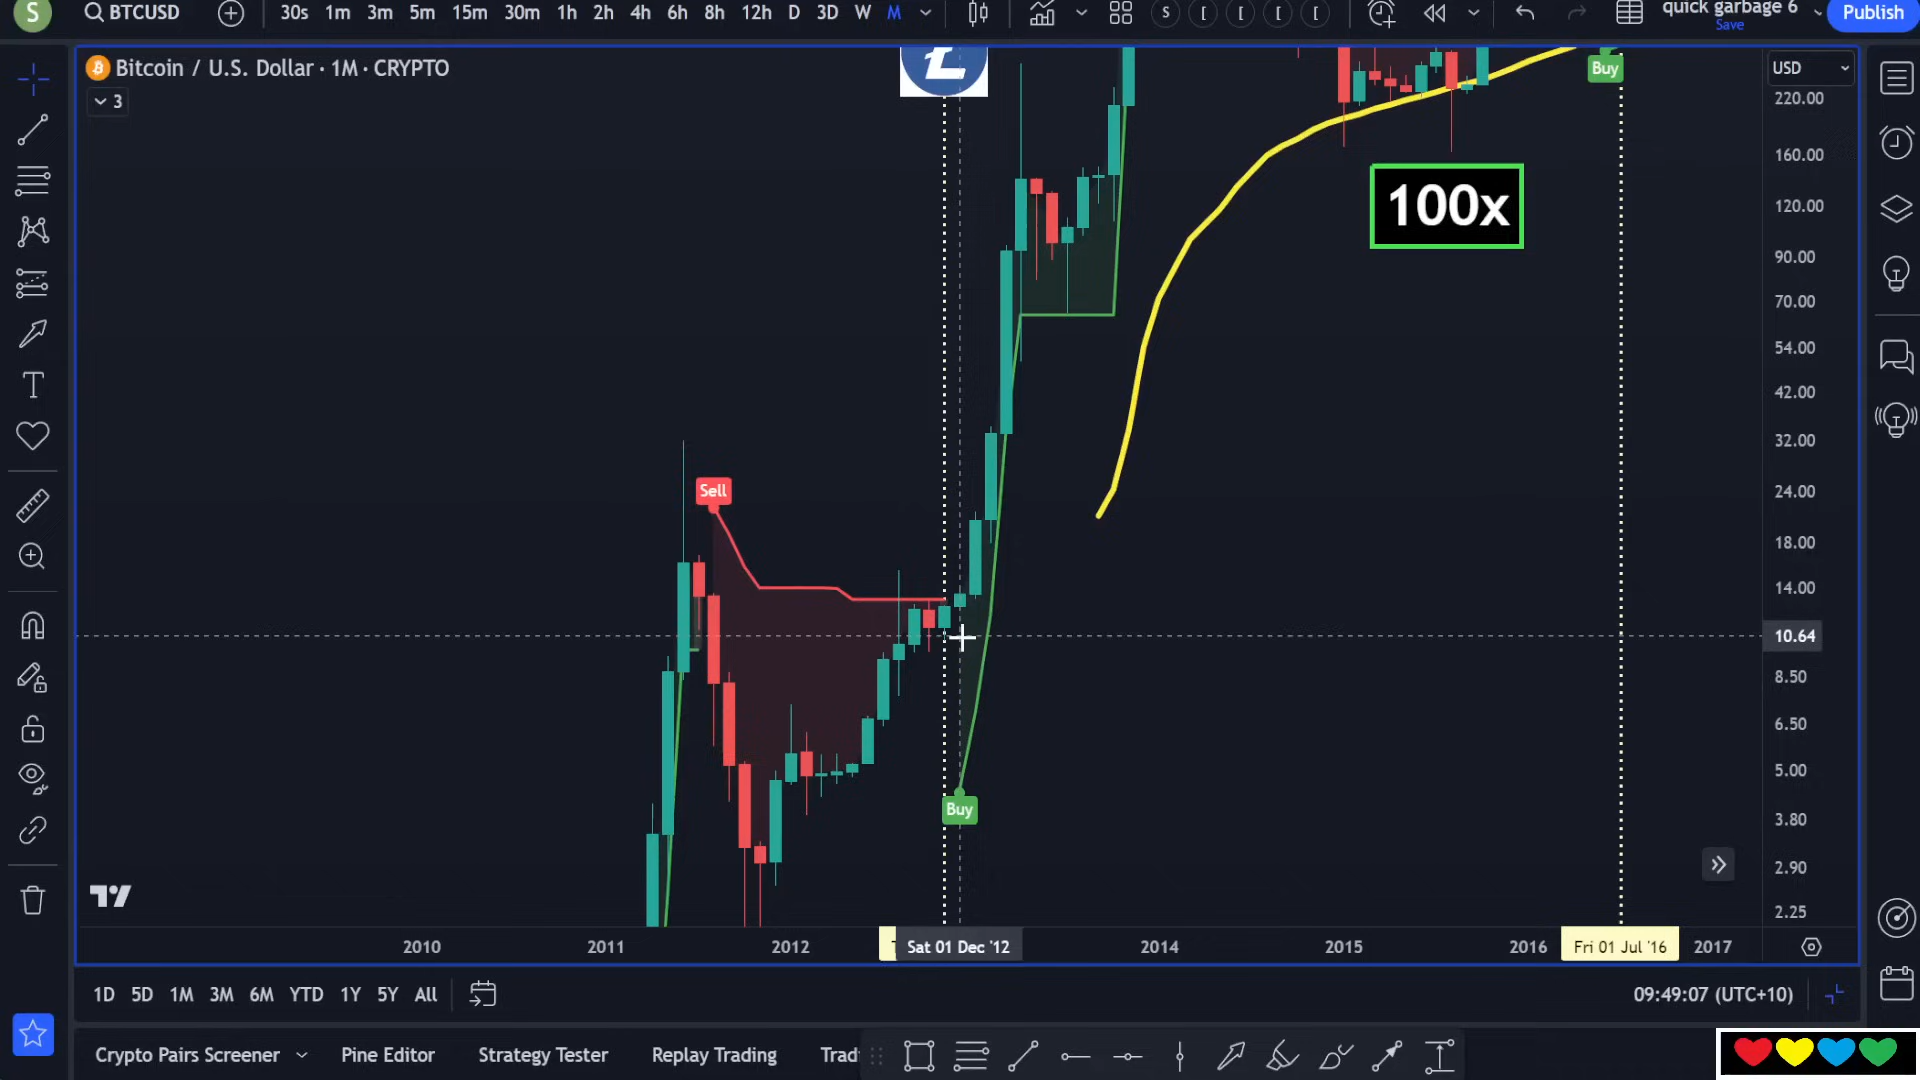 S
BTCUSD
30s 1m 3m 5m 15m 30m 1h 2h 4h 6h 8h 12h D 3D W M
S [ [ [ [
quick garbage 6
Save
Publish
Bitcoin / U.S. Dollar · 1M · CRYPTO
3
USD
220.00
Buy
160.00
100x
120.00
90.00
70.00
54.00
42.00
32.00
Sell
24.00
18.00
14.00
10.64
8.50
6.50
5.00
Buy
3.80
2.90
2.25
2010 2011 2012 Sat 01 Dec '12 2014 2015 2016 Fri 01 Jul '16 2017
1D 5D 1M 3M 6M YTD 1Y 5Y All
09:49:07 (UTC+10)
Crypto Pairs Screener Pine Editor Strategy Tester Replay Trading Trad